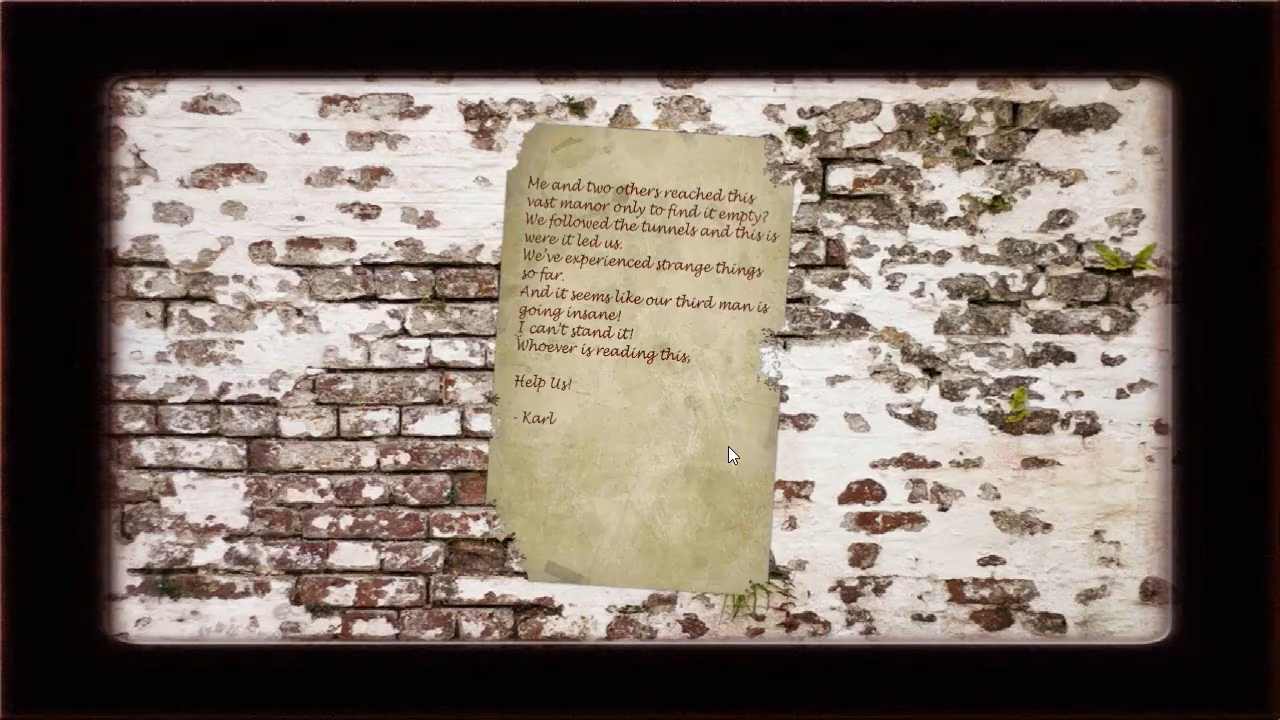 Me and two others reached this
vast manor only to find it empty?
We followed the tunnels and this is
were it led us.
We've experienced strange things
so far.
And it seems like our third man is
going insane!
I can't stand it!
Whoever is reading this,
Help Us!
- Karl